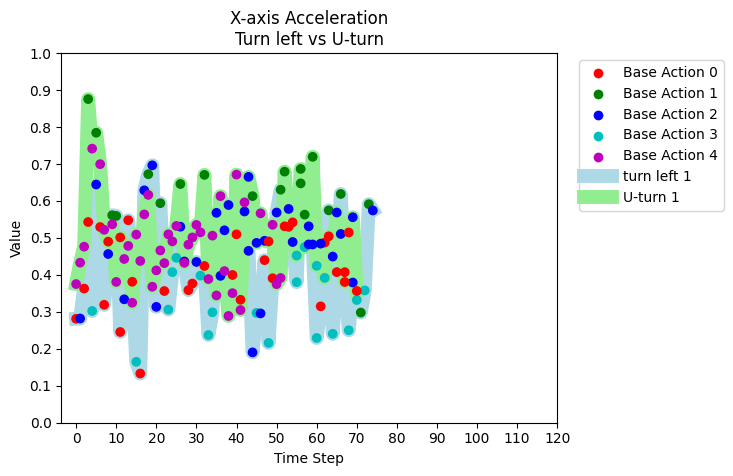 X-axis Acceleration
Turn left vs U-turn
1.0
0.9
0.8
0.7
0.6
0.5
0.4
0.3
0.2
0.1
0.0
Value
0 10 20 30 40 50 60 70 80 90 100 110 120
Time Step
Base Action 0
Base Action 1
Base Action 2
Base Action 3
Base Action 4
turn left 1
U-turn 1